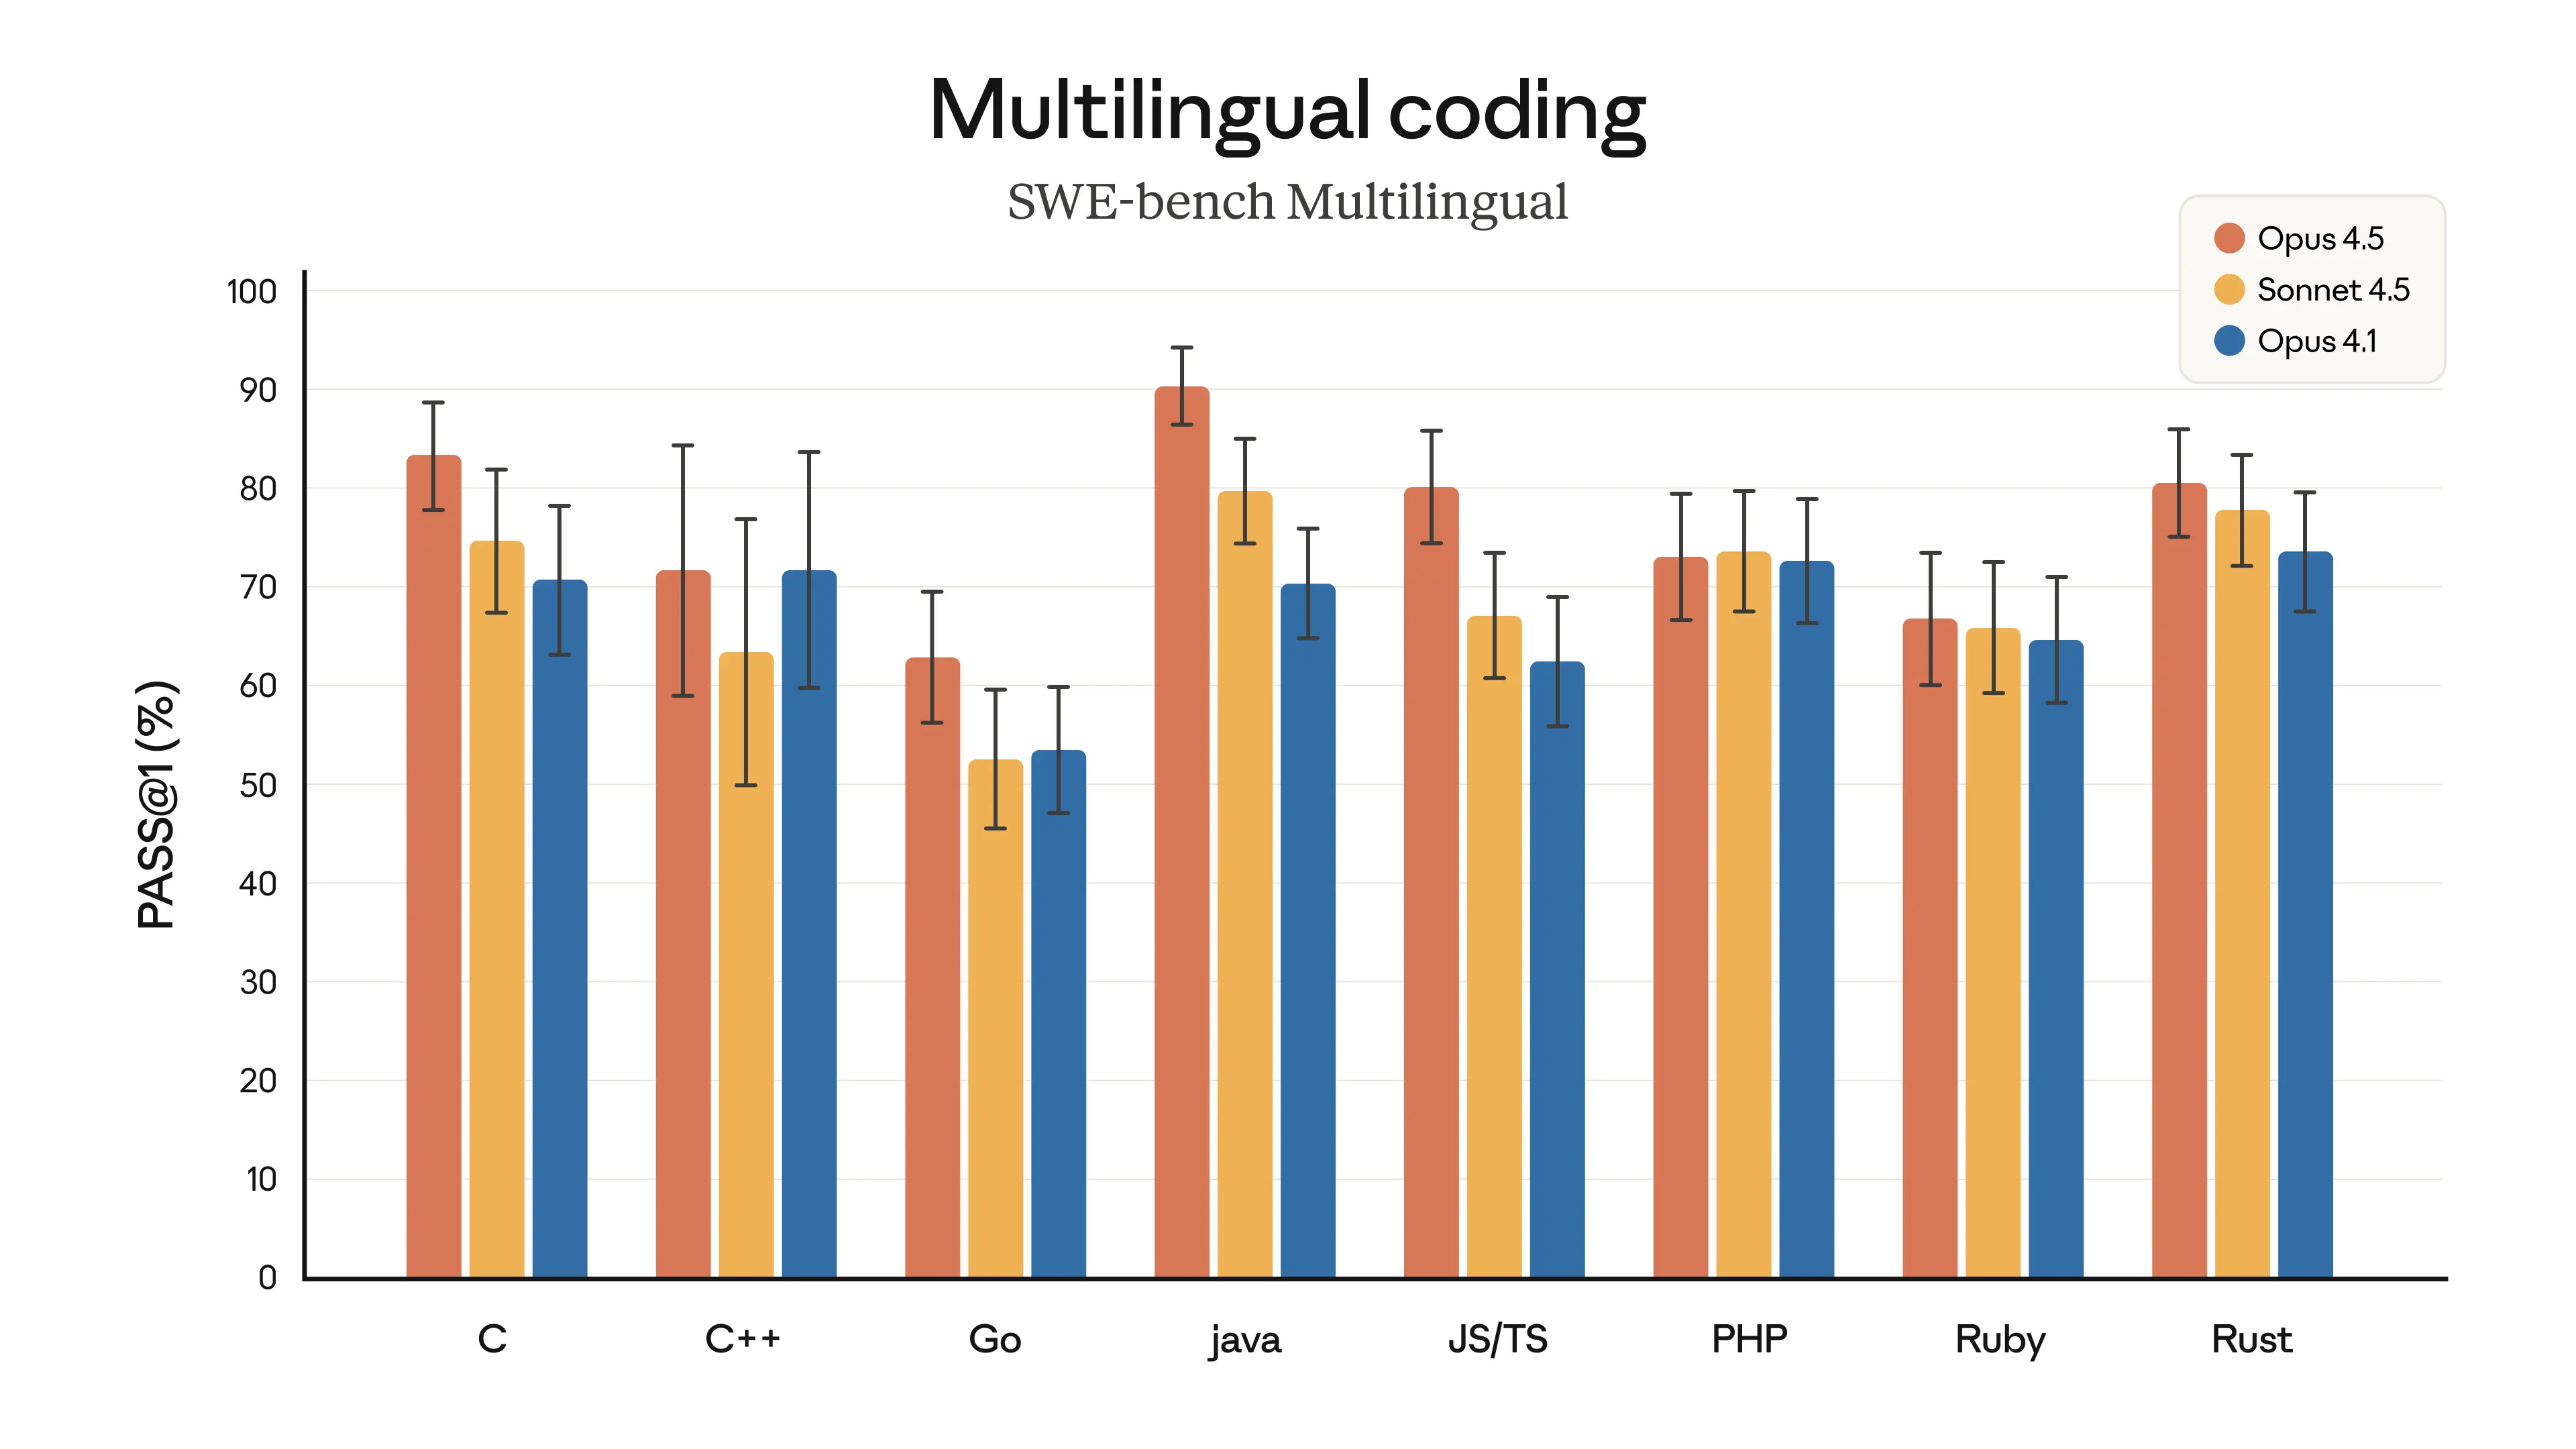 Multilingual coding
SWE-bench Multilingual
Opus 4.5
Sonnet 4.5
Opus 4.1
PASS@1 (%)
100
90
80
70
60
50
40
30
20
10
0
C
C++
Go
java
JS/TS
PHP
Ruby
Rust